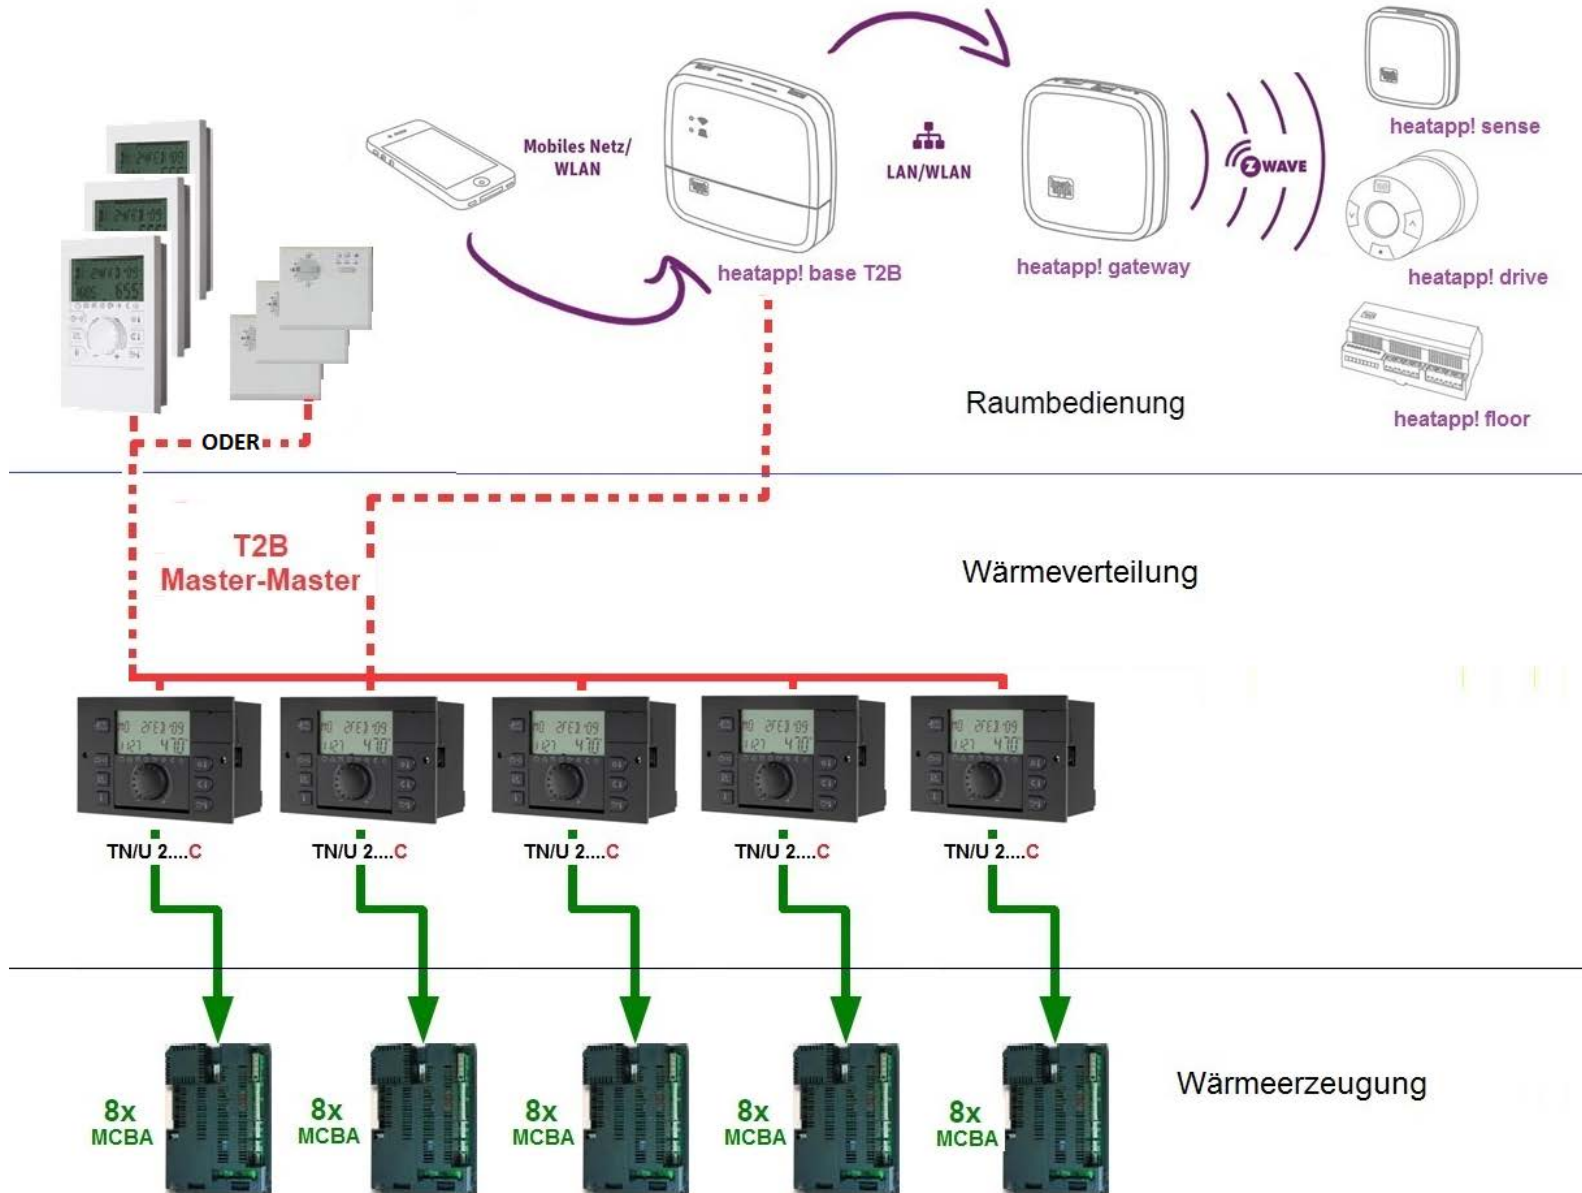 heatapp! sense
Mobiles Netz/
WLAN
LAN/WLAN
Z WAVE
heatapp! base T2B
heatapp! gateway
heatapp! drive
heatapp! floor
Raumbedienung
ODER
T2B
Master-Master
Wärmeverteilung
TN/U 2....C
TN/U 2....C
TN/U 2....C
TN/U 2....C
TN/U 2....C
Wärmeerzeugung
8x
MCBA
8x
MCBA
8x
MCBA
8x
MCBA
8x
MCBA